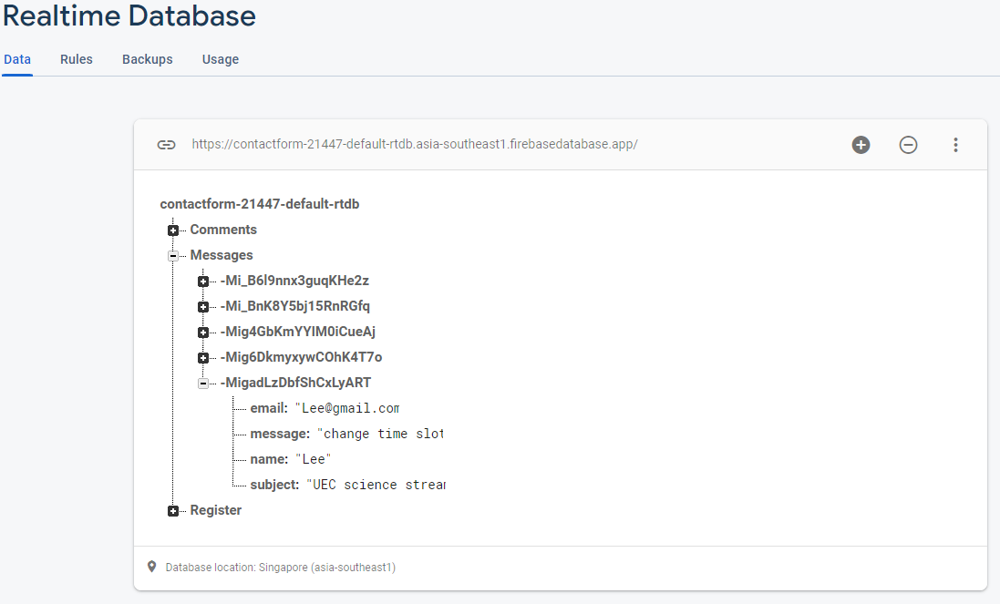 Realtime Database
Data Rules Backups Usage
https://contactform-21447-default-rtdb.asia-southeast1.firebasedatabase.app/
contactform-21447-default-rtdb
Comments
Messages
-Mi_B6l9nnx3guqKHe2z
-Mi_BnK8Y5bj15RnRGfq
-Mig4GbKmYYIM0iCueAj
-Mig6DkmyxywCOhK4T7o
-MigadLzDbfShCxLyART
email: "Lee@gmail.com
message: "change time slot
name: "Lee"
subject: "UEC science strean
Register
Database location: Singapore (asia-southeast1)